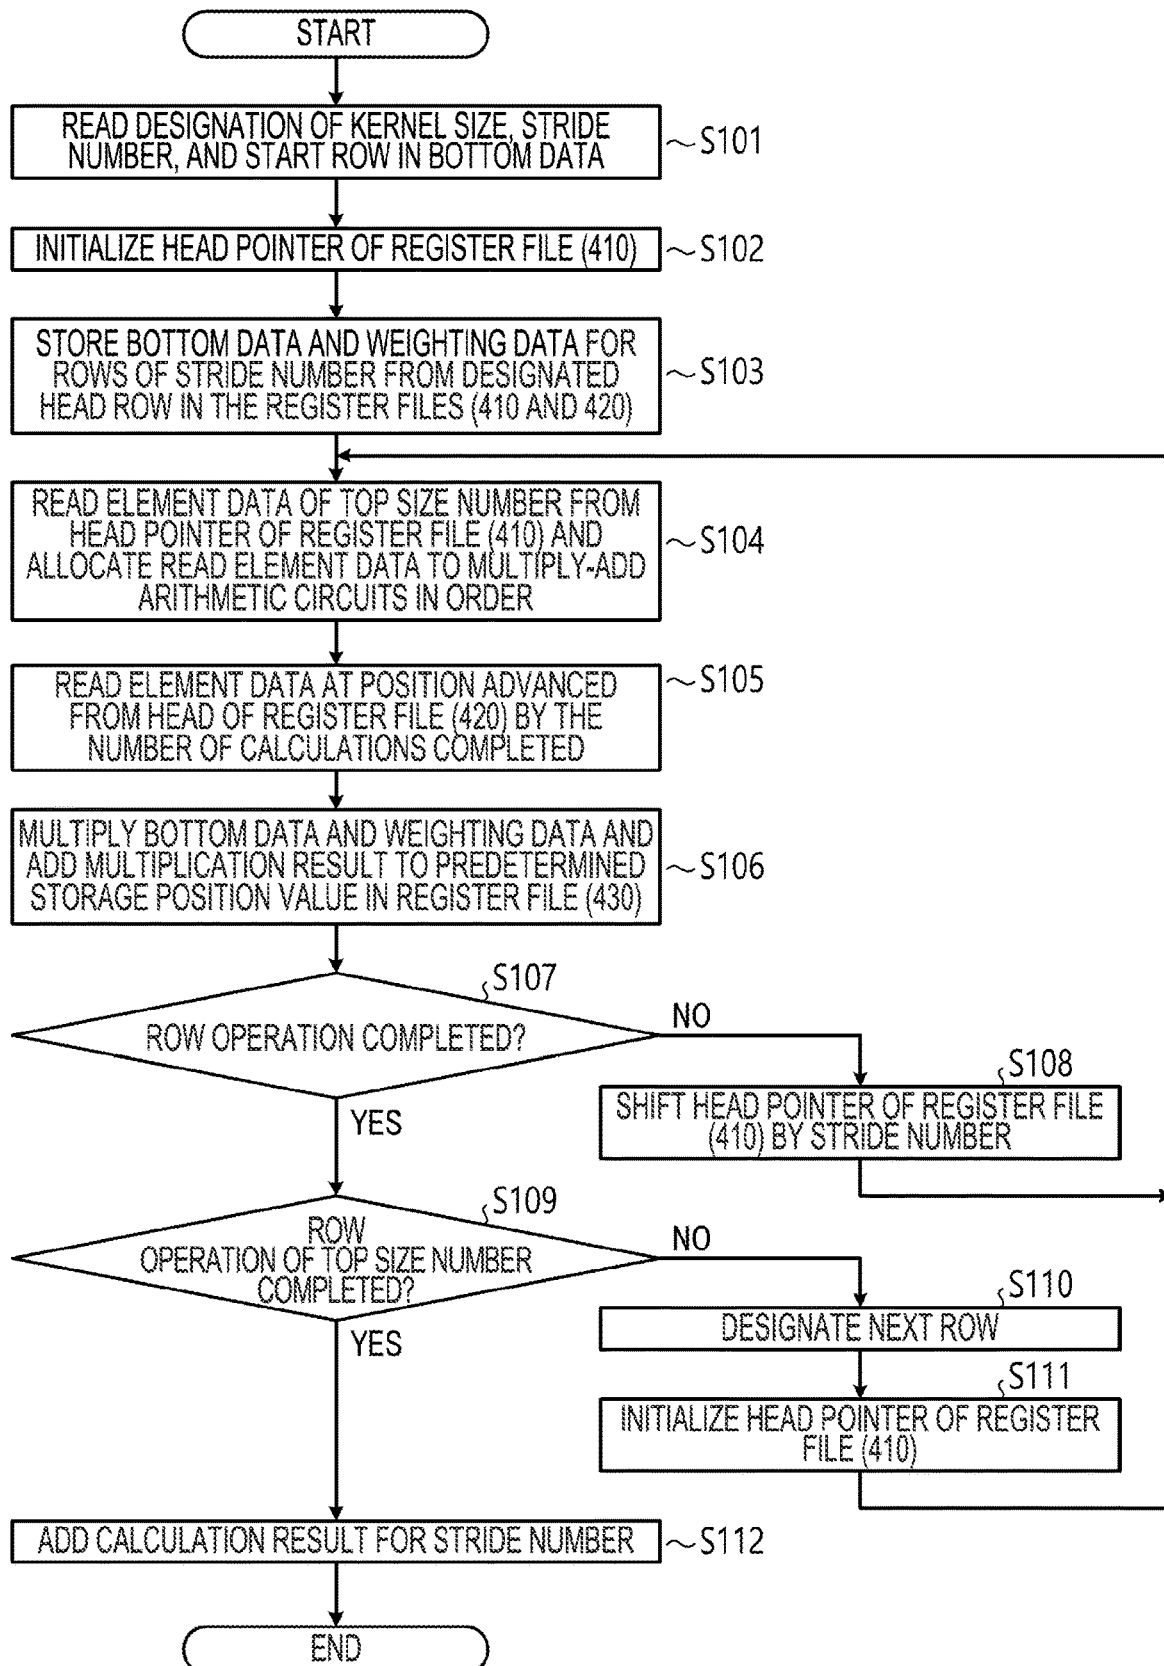 START
READ DESIGNATION OF KERNEL SIZE, STRIDE
NUMBER, AND START ROW IN BOTTOM DATA
~S101
INITIALIZE HEAD POINTER OF REGISTER FILE (410)
~S102
STORE BOTTOM DATA AND WEIGHTING DATA FOR
ROWS OF STRIDE NUMBER FROM DESIGNATED
HEAD ROW IN THE REGISTER FILES (410 AND 420)
~S103
READ ELEMENT DATA OF TOP SIZE NUMBER FROM
HEAD POINTER OF REGISTER FILE (410) AND
ALLOCATE READ ELEMENT DATA TO MULTIPLY-ADD
ARITHMETIC CIRCUITS IN ORDER
~S104
READ ELEMENT DATA AT POSITION ADVANCED
FROM HEAD OF REGISTER FILE (420) BY THE
NUMBER OF CALCULATIONS COMPLETED
~S105
MULTIPLY BOTTOM DATA AND WEIGHTING DATA AND
ADD MULTIPLICATION RESULT TO PREDETERMINED
STORAGE POSITION VALUE IN REGISTER FILE (430)
~S106
S107
ROW OPERATION COMPLETED?
NO
YES
S108
SHIFT HEAD POINTER OF REGISTER FILE
(410) BY STRIDE NUMBER
S109
ROW
OPERATION OF TOP SIZE NUMBER
COMPLETED?
NO
YES
S110
DESIGNATE NEXT ROW
S111
INITIALIZE HEAD POINTER OF REGISTER
FILE (410)
ADD CALCULATION RESULT FOR STRIDE NUMBER
~S112
END